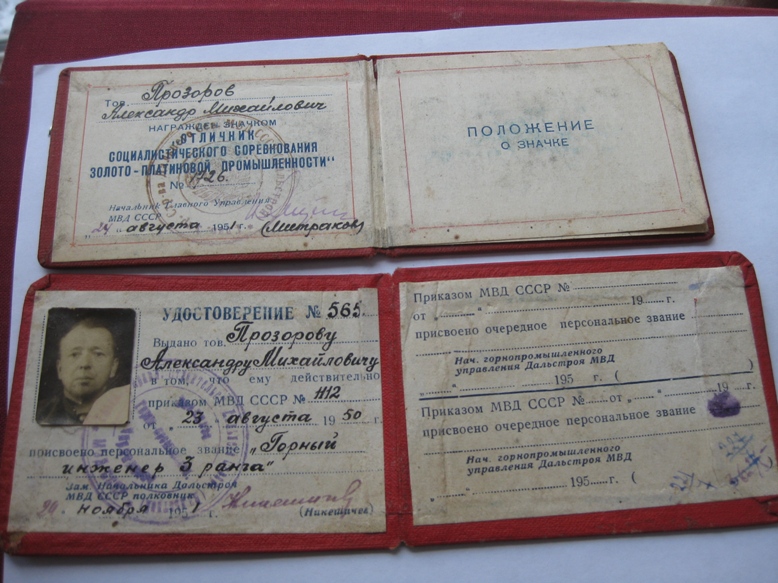 Тов. Прозоров
Александр Михайлович
НАГРАЖДЕН ЗНАЧКОМ
"ОТЛИЧНИК
СОЦИАЛИСТИЧЕСКОГО СОРЕВНОВАНИЯ
ЗОЛОТО-ПЛАТИНОВОЙ ПРОМЫШЛЕННОСТИ"
№ 1726.
Начальник Главного Управления
МВД СССР
"24" августа 1951 г. (Митраков)
ПОЛОЖЕНИЕ
О ЗНАЧКЕ
УДОСТОВЕРЕНИЕ № 565.
Выдано тов. Прозорову
Александру Михайловичу
в том, что ему действительно
приказом МВД СССР № 1112
от 23 августа 1950 г.
присвоено персональное звание "Горный
инженер 3 ранга"
Зам. Начальника Дальстроя
МВД СССР полковник
ноября 195 г.
(Никешичев)
Приказом МВД СССР №
от " " 19 г.
присвоено очередное персональное звание
Нач. горнопромышленного
управления Дальстроя МВД
" " 195 г. ( )
Приказом МВД СССР № от " " 19 г.
присвоено очередное персональное звание
Нач. горнопромышленного
управления Дальстроя МВД
" " 195 г. (